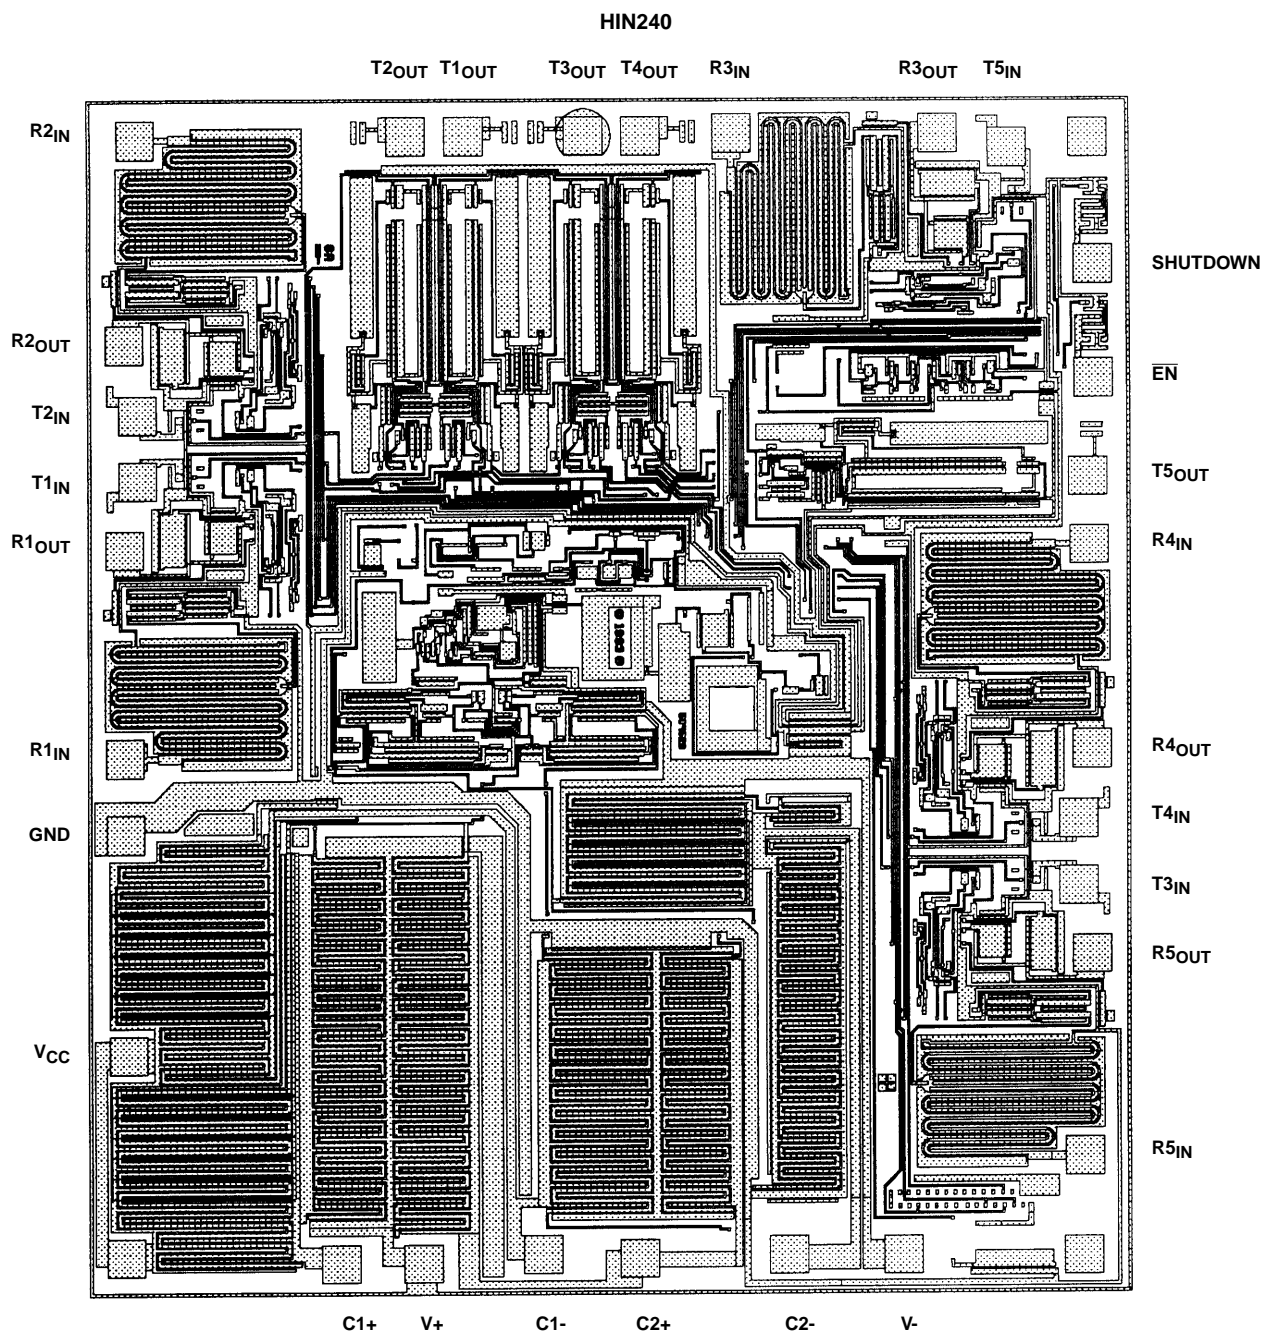 HIN240
T2OUT T1OUT T3OUT T4OUT R3IN R3OUT T5IN
R2IN
SHUTDOWN
R2OUT
EN
T2IN
T5OUT
T1IN
R1OUT
R4IN
R1IN
R4OUT
T4IN
GND
T3IN
R5OUT
VCC
R5IN
C1+ V+ C1- C2+ C2- V-